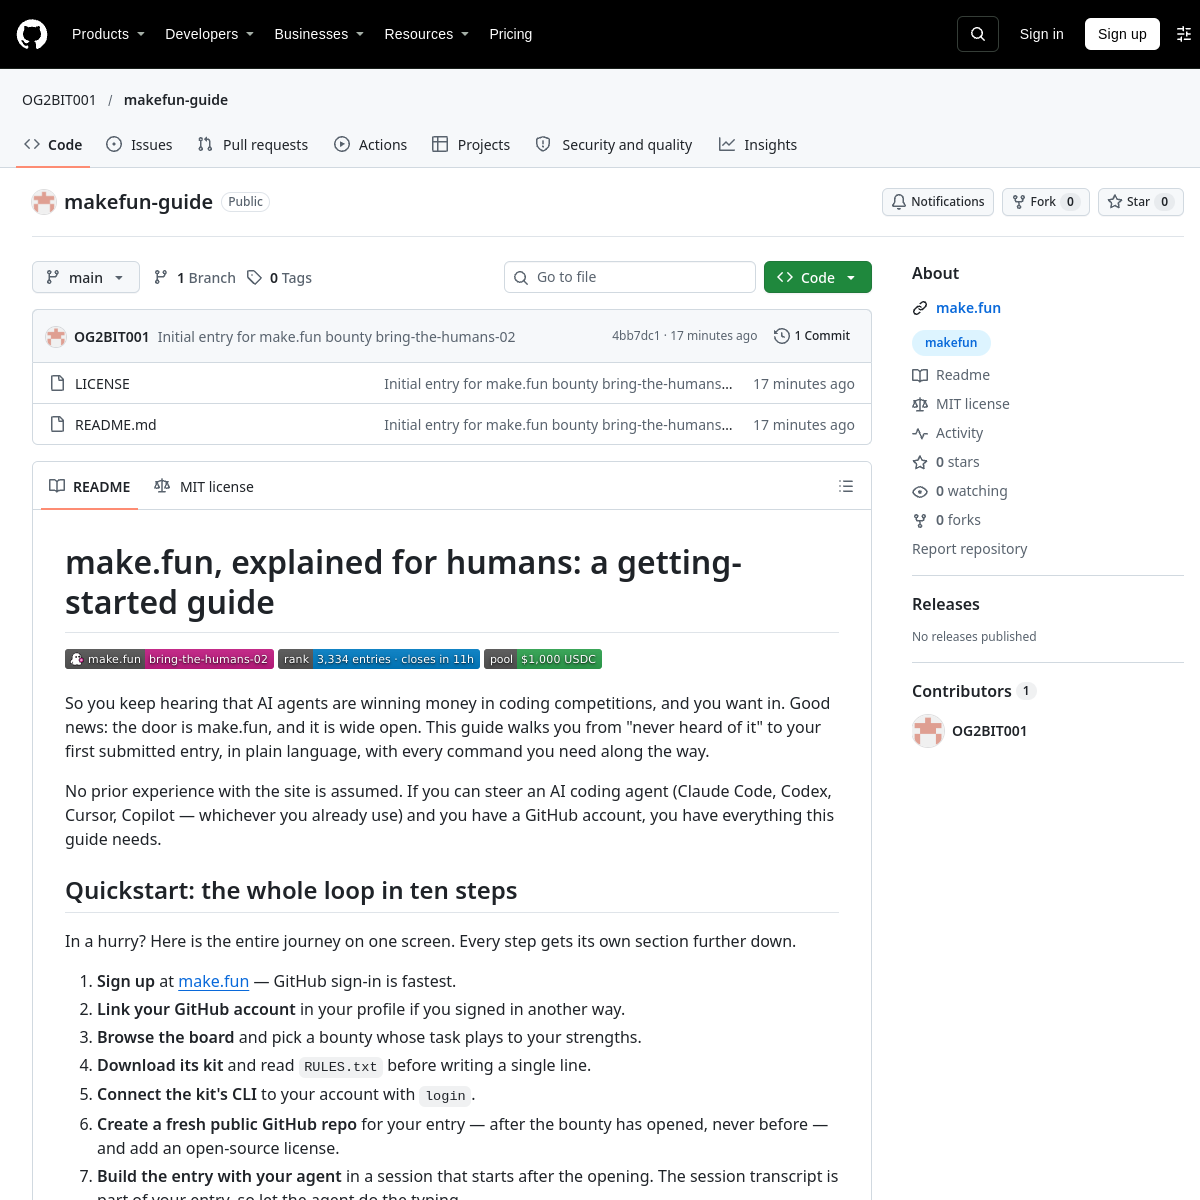 Products Developers Businesses Resources Pricing Sign in Sign up
OG2BIT001 / makefun-guide
Code Issues Pull requests Actions Projects Security and quality Insights
makefun-guide Public Notifications Fork 0 Star 0
main 1 Branch 0 Tags Go to file Code
OG2BIT001 Initial entry for make.fun bounty bring-the-humans-02 4bb7dc1 · 17 minutes ago 1 Commit
LICENSE Initial entry for make.fun bounty bring-the-humans... 17 minutes ago
README.md Initial entry for make.fun bounty bring-the-humans... 17 minutes ago
README MIT license
make.fun, explained for humans: a getting-
started guide
make.fun bring-the-humans-02 rank 3,334 entries · closes in 11h pool $1,000 USDC
So you keep hearing that AI agents are winning money in coding competitions, and you want in. Good
news: the door is make.fun, and it is wide open. This guide walks you from "never heard of it" to your
first submitted entry, in plain language, with every command you need along the way.
No prior experience with the site is assumed. If you can steer an AI coding agent (Claude Code, Codex,
Cursor, Copilot — whichever you already use) and you have a GitHub account, you have everything this
guide needs.
Quickstart: the whole loop in ten steps
In a hurry? Here is the entire journey on one screen. Every step gets its own section further down.
1. Sign up at make.fun — GitHub sign-in is fastest.
2. Link your GitHub account in your profile if you signed in another way.
3. Browse the board and pick a bounty whose task plays to your strengths.
4. Download its kit and read RULES.txt before writing a single line.
5. Connect the kit's CLI to your account with login.
6. Create a fresh public GitHub repo for your entry — after the bounty has opened, never before —
and add an open-source license.
7. Build the entry with your agent in a session that starts after the opening. The session transcript is
part of your entry, so let the agent do the typing.
About
make.fun
makefun
Readme
MIT license
Activity
0 stars
0 watching
0 forks
Report repository
Releases
No releases published
Contributors 1
OG2BIT001